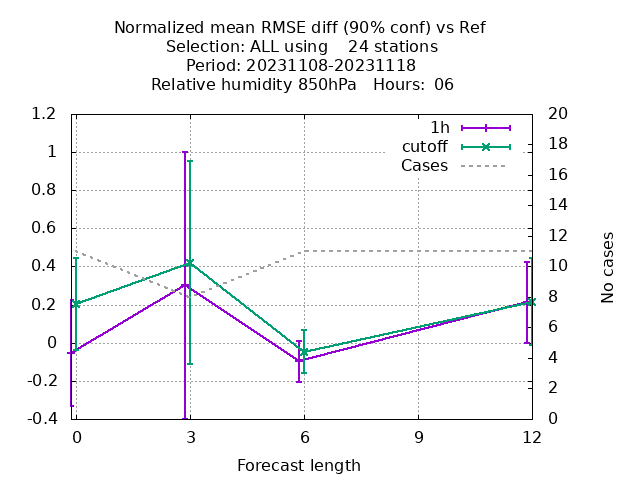 Normalized mean RMSE diff (90% conf) vs Ref
Selection: ALL using    24 stations
Period: 20231108-20231118
Relative humidity 850hPa   Hours:  06
1h
cutoff
Cases
1.2
1
0.8
0.6
0.4
0.2
0
-0.2
-0.4
20
18
16
14
12
10
8
6
4
2
0
No cases
0 3 6 9 12
Forecast length